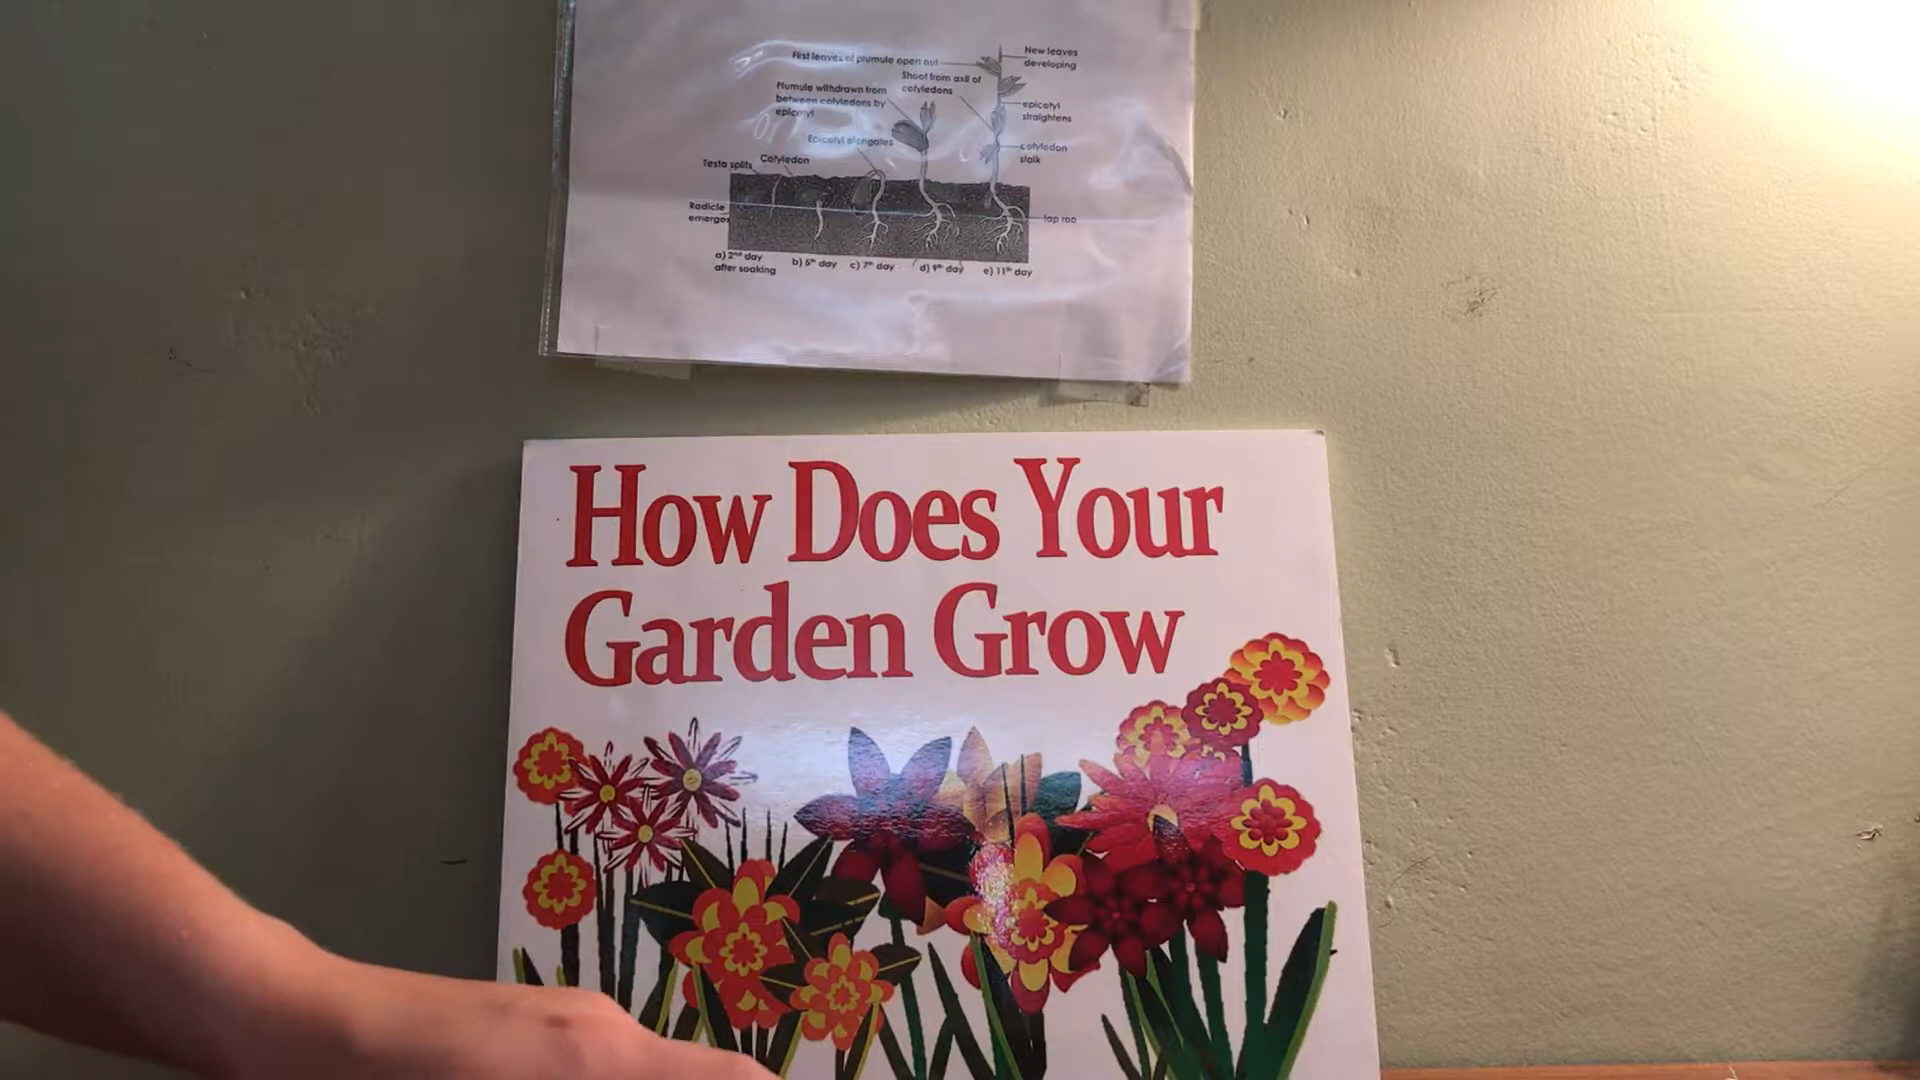 First leaves of plumule open out
New leaves
developing
Shoot from axil of
cotyledons
Plumule withdrawn from
between cotyledons by
epicotyl
epicotyl
straightens
Epicotyl elongates
cotyledon
stalk
Testa splits
Cotyledon
Radicle
emerges
tap roo
a) 2nd day
after soaking
b) 5th day
c) 7th day
d) 9th day
e) 11th day
How Does Your
Garden Grow